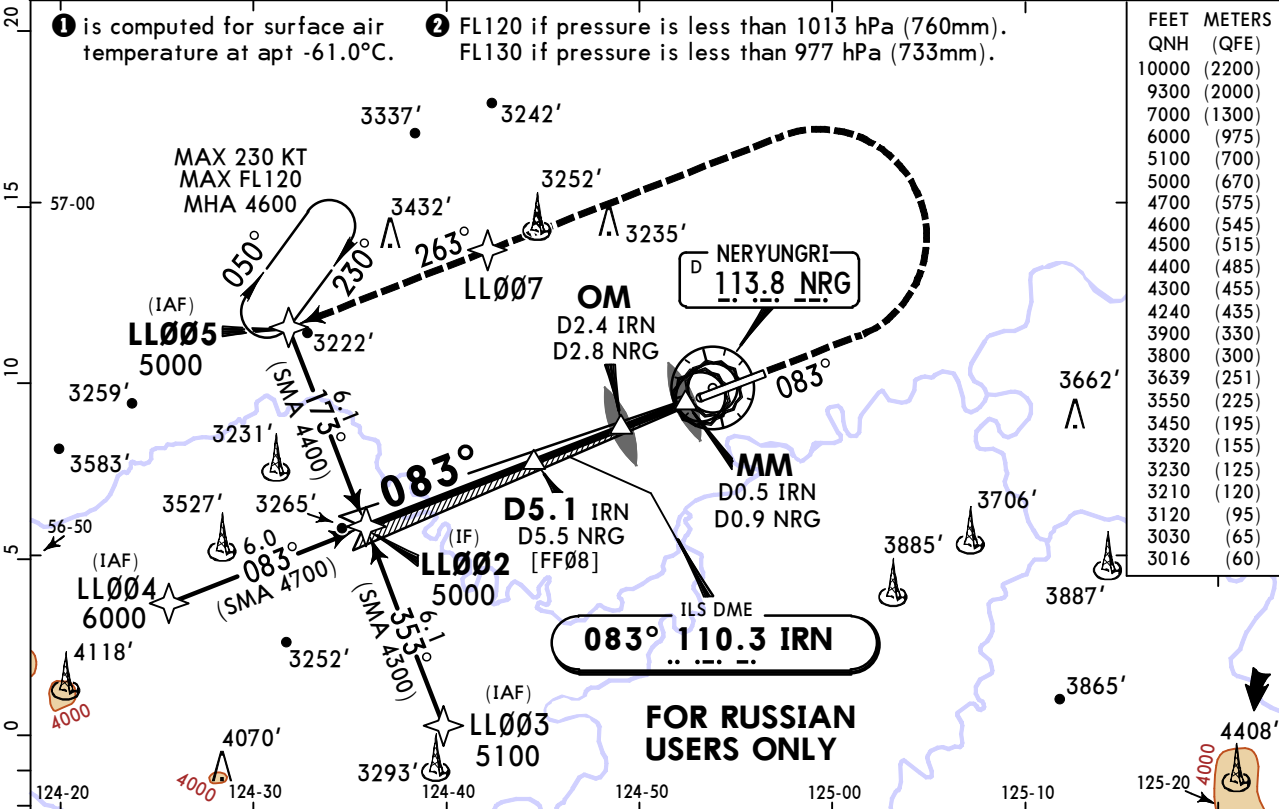 ❶ is computed for surface air
temperature at apt -61.0°C.
❷ FL120 if pressure is less than 1013 hPa (760mm).
FL130 if pressure is less than 977 hPa (733mm).
FEET METERS
QNH (QFE)
10000 (2200)
9300 (2000)
7000 (1300)
6000 (975)
5100 (700)
5000 (670)
4700 (575)
4600 (545)
4500 (515)
4400 (485)
4300 (455)
4240 (435)
3900 (330)
3800 (300)
3639 (251)
3550 (225)
3450 (195)
3320 (155)
3230 (125)
3210 (120)
3120 (95)
3030 (65)
3016 (60)
20
15
10
5
0
57-00
56-50
3337'
3242'
MAX 230 KT
MAX FL120
MHA 4600
050°
230°
3432'
263°
3252'
3235'
LLØØ7
NERYUNGRI
D 113.8 NRG
OM
D2.4 IRN
D2.8 NRG
(IAF)
LLØØ5
5000
3222'
083°
3662'
3259'
6.1
173°
(SMA 4400)
3231'
3583'
083°
MM
D0.5 IRN
D0.9 NRG
3527'
3265'
D5.1 IRN
D5.5 NRG
[FFØ8]
3706'
(IF)
LLØØ2
5000
3885'
(IAF)
LLØØ4
6000
6.0
083°
(SMA 4700)
3887'
ILS DME
083° 110.3 IRN
6.1
353°
(SMA 4300)
3252'
4118'
4000
3865'
(IAF)
LLØØ3
5100
FOR RUSSIAN
USERS ONLY
4070'
4000
3293'
4408'
4000
124-20
124-30
124-40
124-50
125-00
125-10
125-20